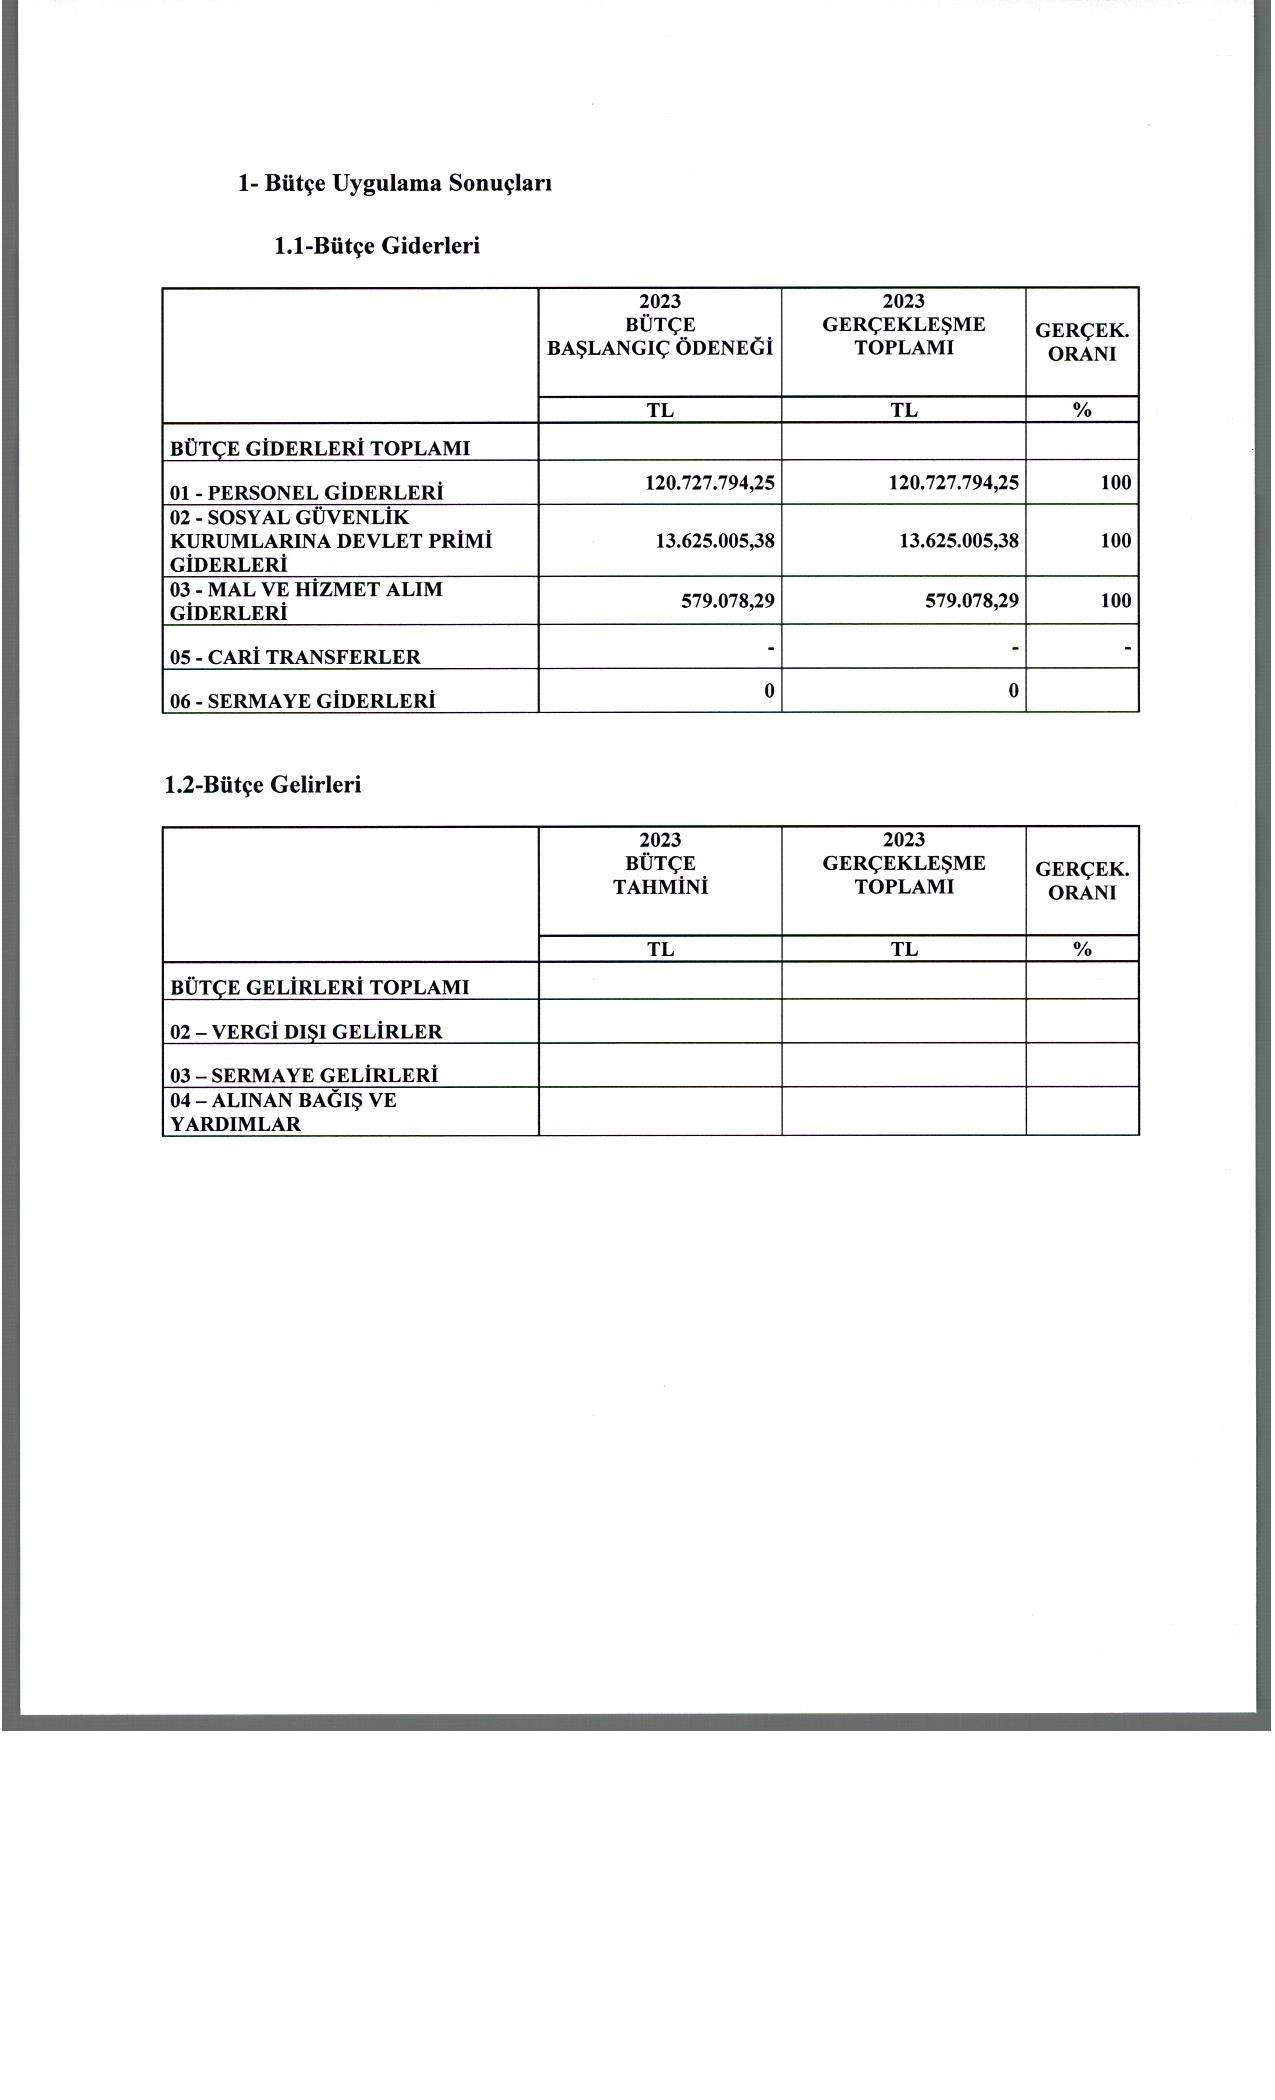 1- Bütçe Uygulama Sonuçları
1.1-Bütçe Giderleri
2023
BÜTÇE
BAŞLANGIÇ ÖDENEĞİ
2023
GERÇEKLEŞME
TOPLAMI
GERÇEK.
ORANI
TL
TL
%
BÜTÇE GİDERLERİ TOPLAMI
01 - PERSONEL GİDERLERİ
120.727.794,25
120.727.794,25
100
02 - SOSYAL GÜVENLİK
KURUMLARINA DEVLET PRİMİ
GİDERLERİ
13.625.005,38
13.625.005,38
100
03 - MAL VE HİZMET ALIM
GİDERLERİ
579.078,29
579.078,29
100
05 - CARİ TRANSFERLER
-
-
-
06 - SERMAYE GİDERLERİ
0
0
1.2-Bütçe Gelirleri
2023
BÜTÇE
TAHMİNİ
2023
GERÇEKLEŞME
TOPLAMI
GERÇEK.
ORANI
TL
TL
%
BÜTÇE GELİRLERİ TOPLAMI
02 – VERGİ DIŞI GELİRLER
03 – SERMAYE GELİRLERİ
04 – ALINAN BAĞIŞ VE
YARDIMLAR